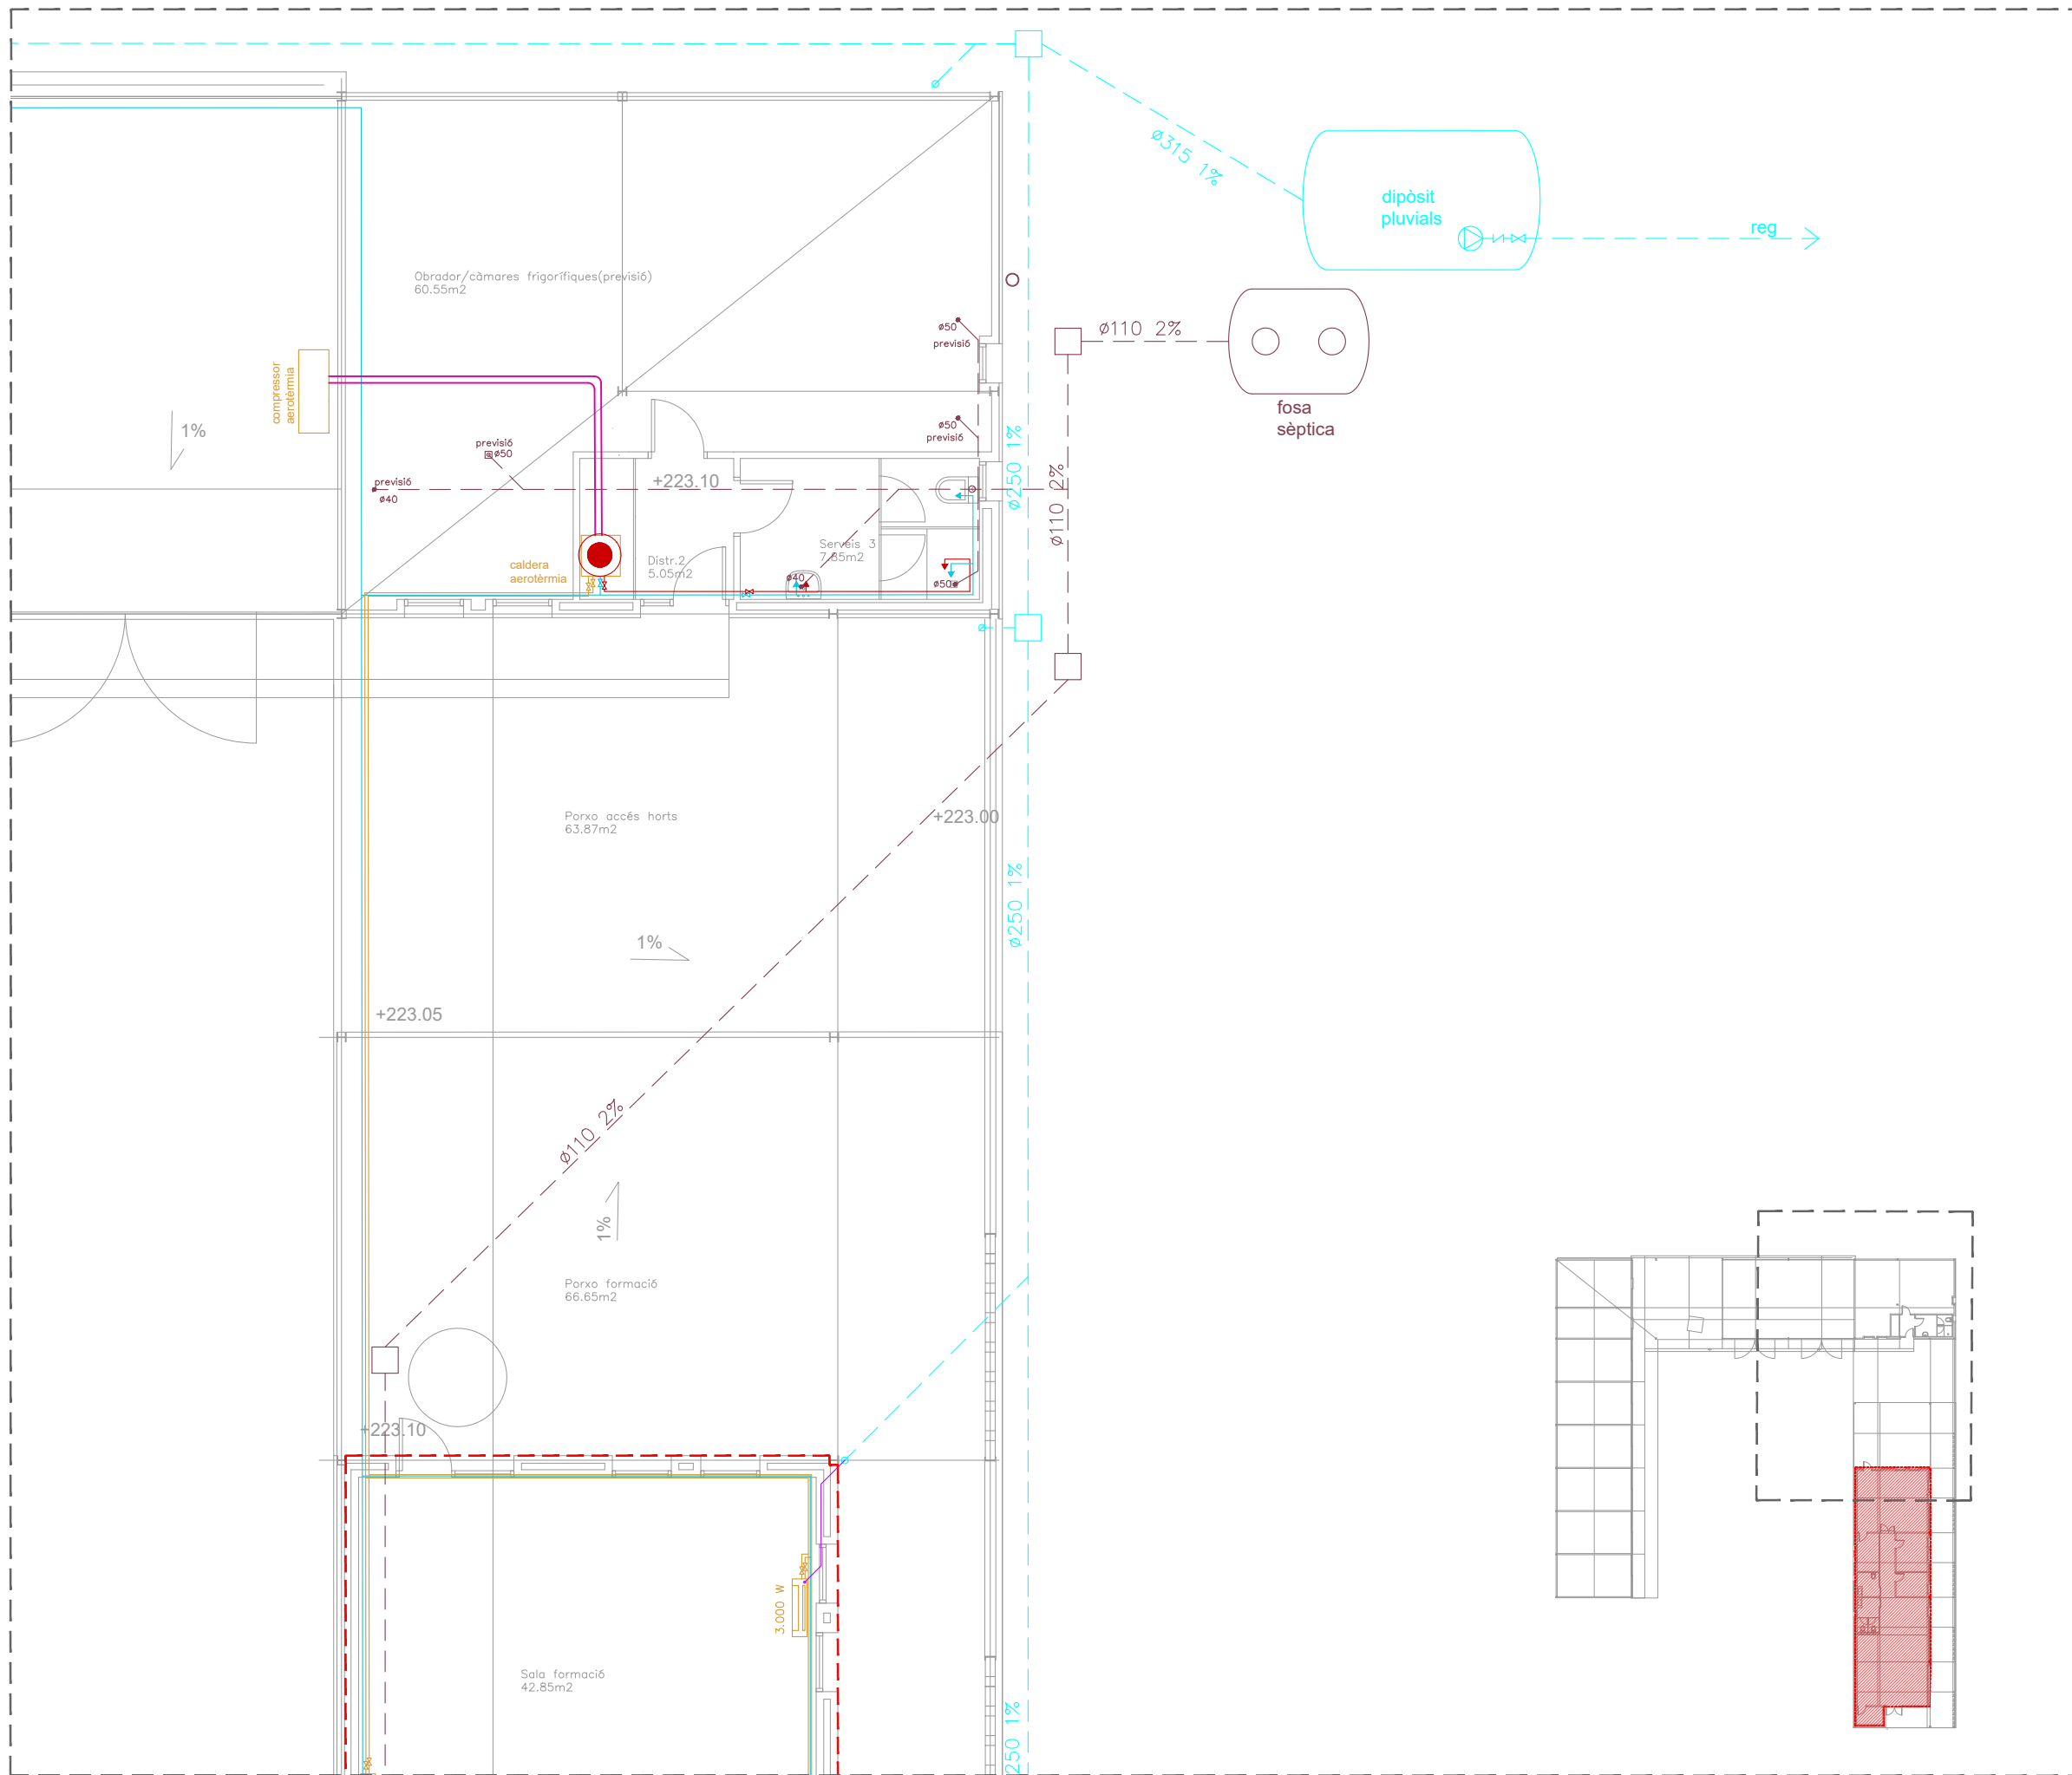 ø315 1%
dipòsit
pluvials
reg
Obrador/càmares frigorífiques(previsió)
60.55m2
ø50
previsió
ø110 2%
fosa
sèptica
compressor
aerotèrmia
1%
ø50
previsió
previsió
ø50
previsió
ø40
+223.10
ø250 1%
ø110 2%
caldera
aerotèrmia
Distr.2
5.05m2
Serveis 3
7.85m2
ø40
ø50
Porxo accés horts
63.87m2
+223.00
1%
ø250 1%
+223.05
ø110 2%
1%
Porxo formació
66.65m2
+223.10
3.000 W
Sala formació
42.85m2
250 1%